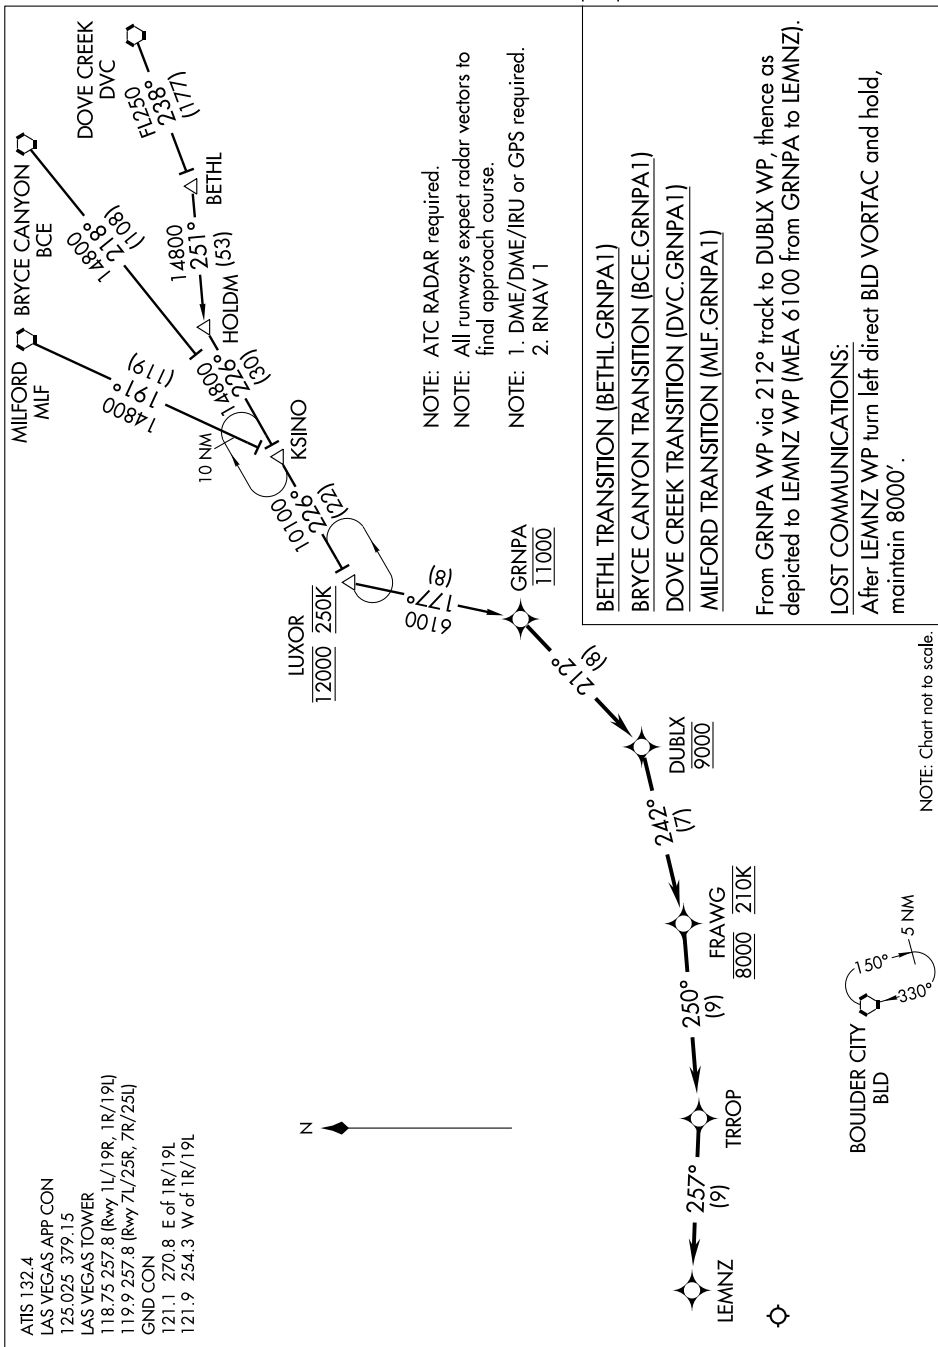 ATIS 132.4
LAS VEGAS APP CON
125.025 379.15
LAS VEGAS TOWER
118.75 257.8 (Rwy 1L/19R, 1R/19L)
119.9 257.8 (Rwy 7L/25R, 7R/25L)
GND CON
121.1 270.8 E of 1R/19L
121.9 254.3 W of 1R/19L
MILFORD
MLF
14800
191°
(119)
BRYCE CANYON
BCE
14800
218°
(108)
DOVE CREEK
DVC
FL250
238°
(177)
BETHL
14800
251°
(53)
HOLDM
14800
226°
(30)
10 NM
KSINO
10100
226°
(22)
LUXOR
12000 250K
6100
177°
(8)
GRNPA
11000
212°
(8)
DUBLX
9000
242°
(7)
FRAWG
8000 210K
250°
(9)
TRROP
257°
(9)
LEMNZ
N
BOULDER CITY
BLD
150°
330°
5 NM
NOTE: ATC RADAR required.
NOTE: All runways expect radar vectors to
final approach course.
NOTE: 1. DME/DME/IRU or GPS required.
2. RNAV 1
BETHL TRANSITION (BETHL.GRNPA1)
BRYCE CANYON TRANSITION (BCE.GRNPA1)
DOVE CREEK TRANSITION (DVC.GRNPA1)
MILFORD TRANSITION (MLF.GRNPA1)
From GRNPA WP via 212° track to DUBLX WP, thence as
depicted to LEMNZ WP (MEA 6100 from GRNPA to LEMNZ).
LOST COMMUNICATIONS:
After LEMNZ WP turn left direct BLD VORTAC and hold,
maintain 8000'.
NOTE: Chart not to scale.